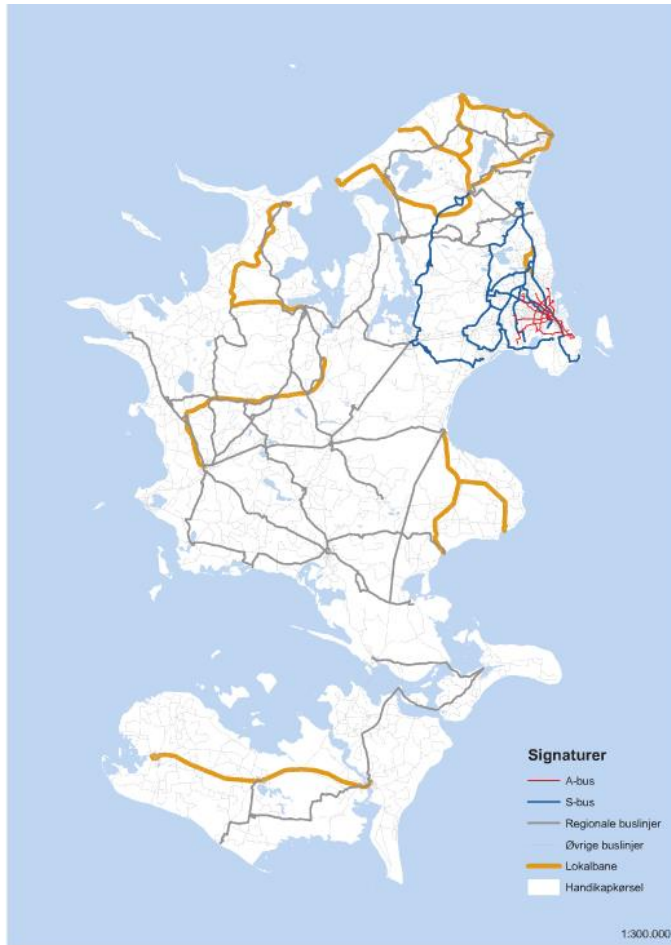 Signaturer
A-bus
S-bus
Regionale buslinjer
Øvrige buslinjer
Lokalbane
Handikapkørsel
1:300.000